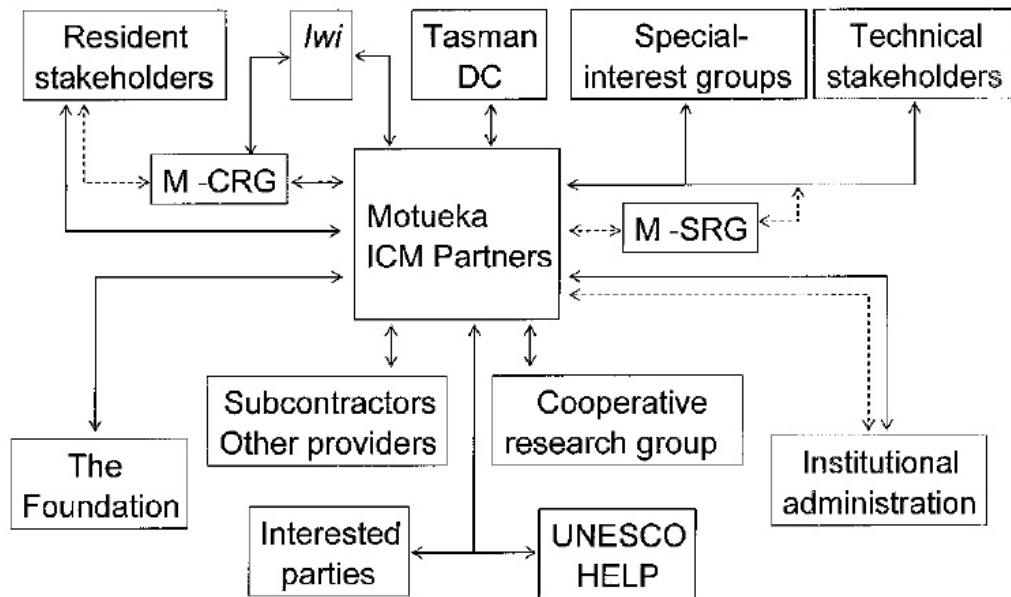 Resident
stakeholders
Iwi
Tasman
DC
Special-
interest groups
Technical
stakeholders
M -CRG
Motueka
ICM Partners
M -SRG
Subcontractors
Other providers
Cooperative
research group
The
Foundation
Institutional
administration
Interested
parties
UNESCO
HELP